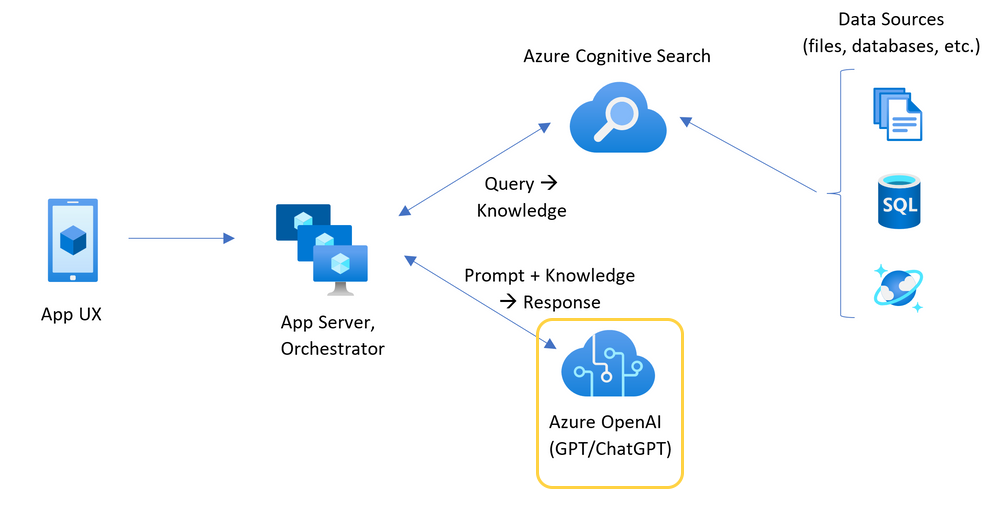 Data Sources
(files, databases, etc.)
Azure Cognitive Search
Query →
Knowledge
SQL
Prompt + Knowledge
→ Response
App UX
App Server,
Orchestrator
Azure OpenAI
(GPT/ChatGPT)